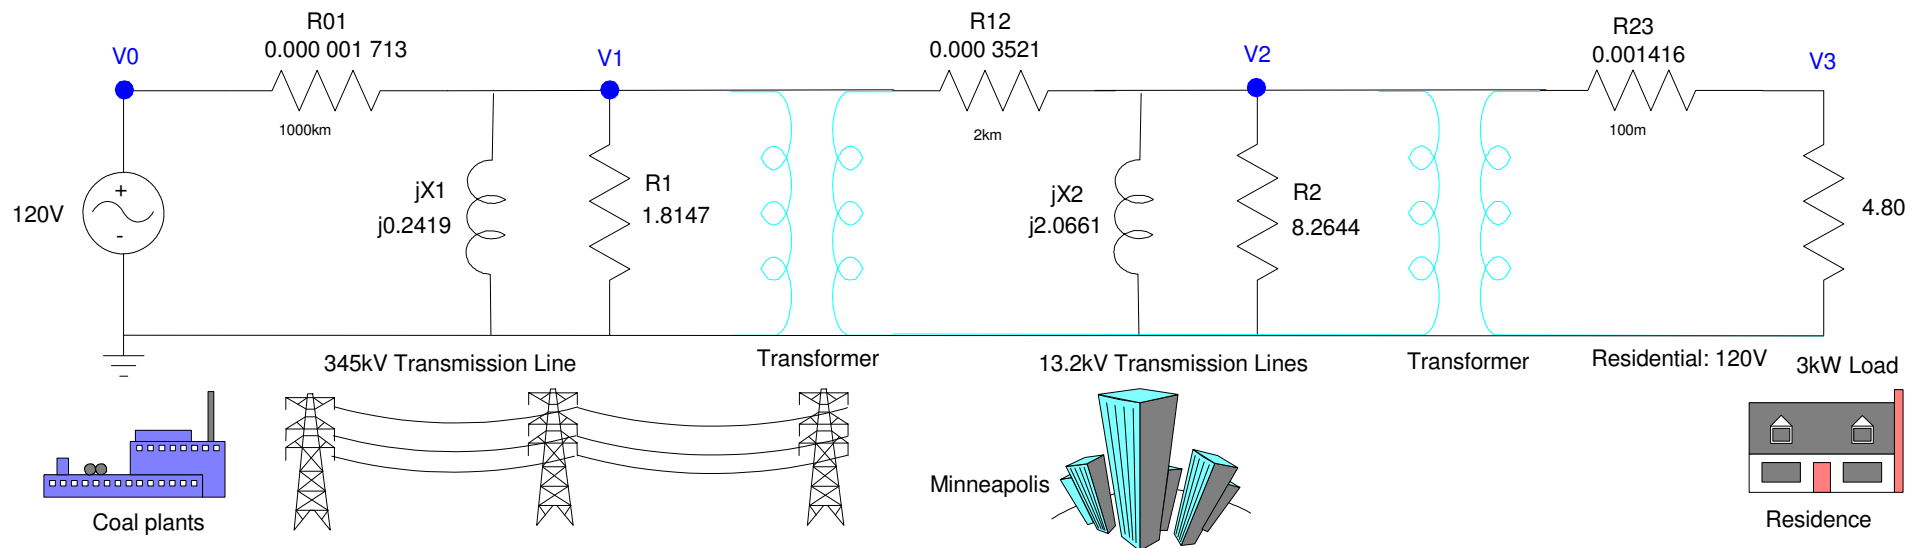 R01
0.000 001 713
V0
V1
1000km
R12
0.000 3521
V2
2km
R23
0.001416
V3
100m
+
-
120V
jX1
j0.2419
R1
1.8147
jX2
j2.0661
R2
8.2644
4.80
345kV Transmission Line
Transformer
13.2kV Transmission Lines
Transformer
Residential: 120V
3kW Load
Coal plants
Minneapolis
Residence